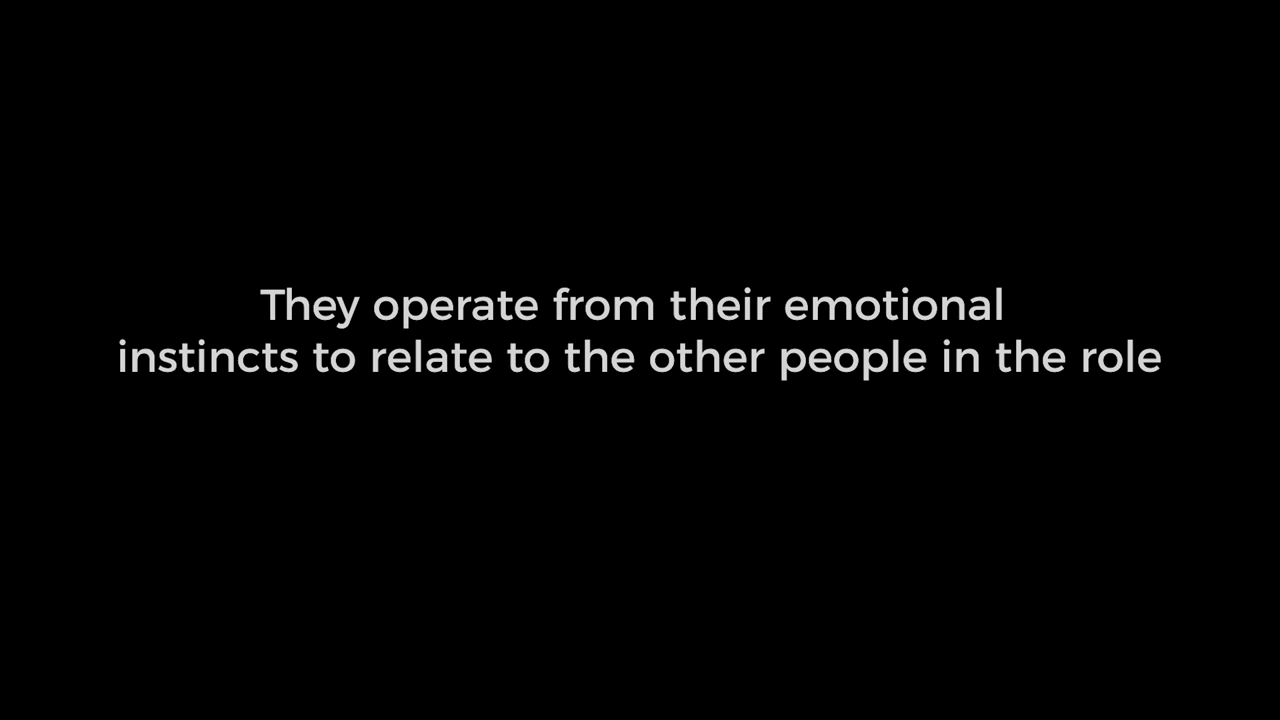 They operate from their emotional
instincts to relate to the other people in the role